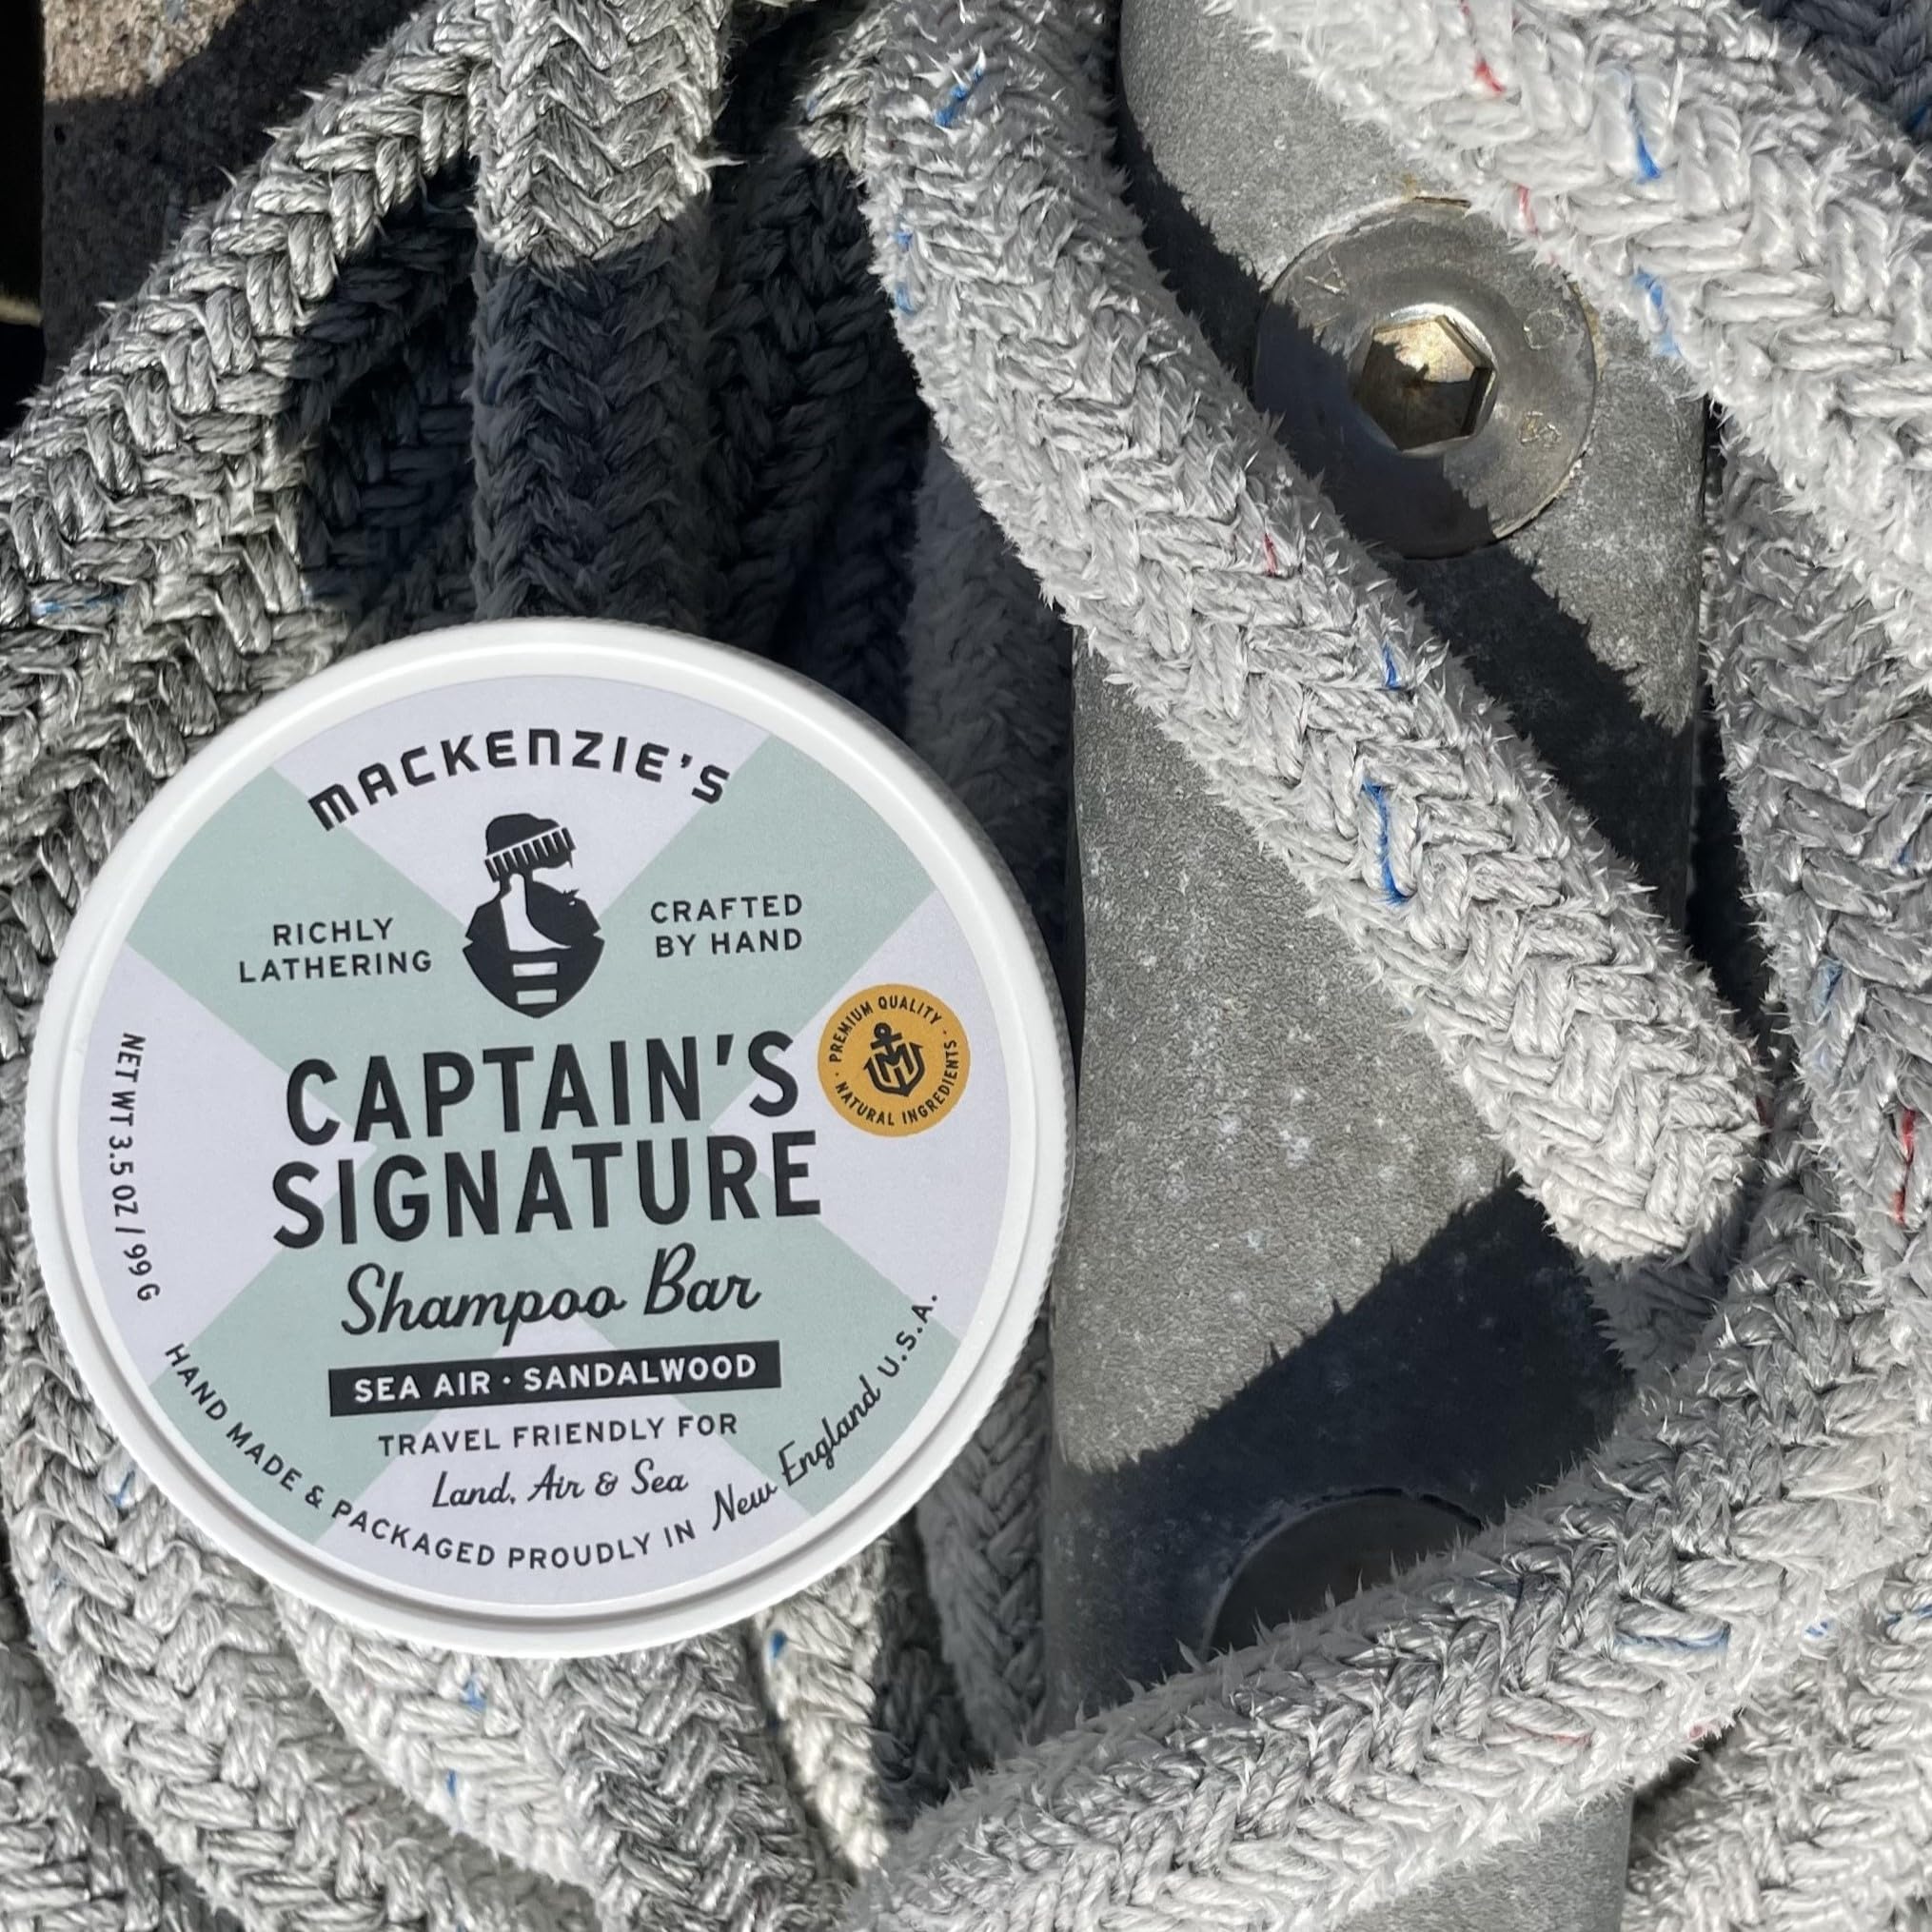 MACKENZIE'S
RICHLY
LATHERING
CRAFTED
BY HAND
PREMIUM QUALITY
M
NATURAL INGREDIENTS
CAPTAIN'S
SIGNATURE
Shampoo Bar
SEA AIR · SANDALWOOD
TRAVEL FRIENDLY FOR
Land, Air & Sea
NET WT 3.5 OZ / 99 G
HAND MADE & PACKAGED PROUDLY IN New England U.S.A.